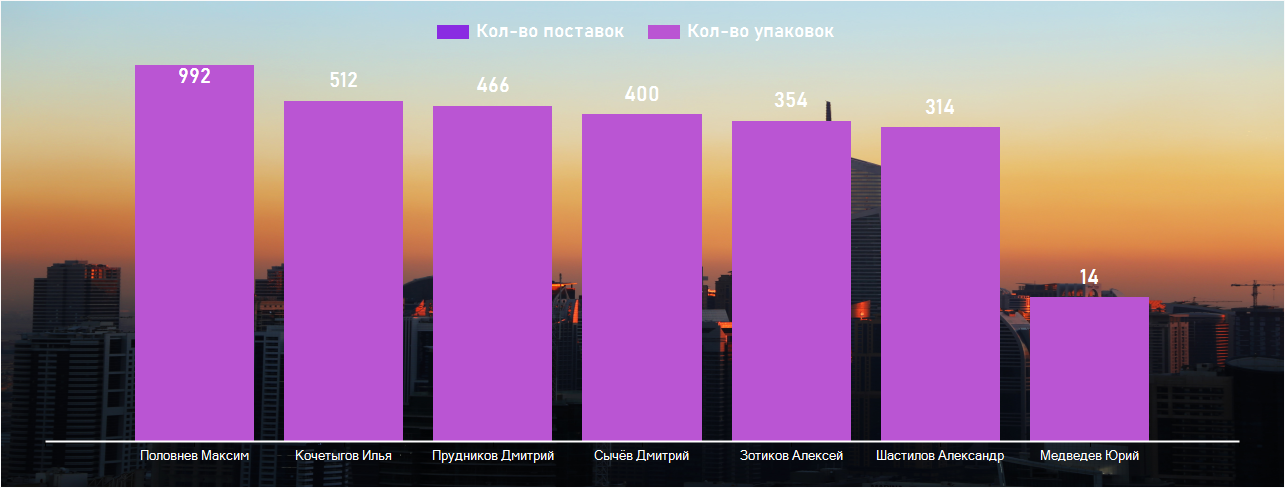 Кол-во поставок Кол-во упаковок
992 512 466 400 354 314 14
Половнев Максим Кочетыгов Илья Прудников Дмитрий Сычёв Дмитрий Зотиков Алексей Шастилов Александр Медведев Юрий